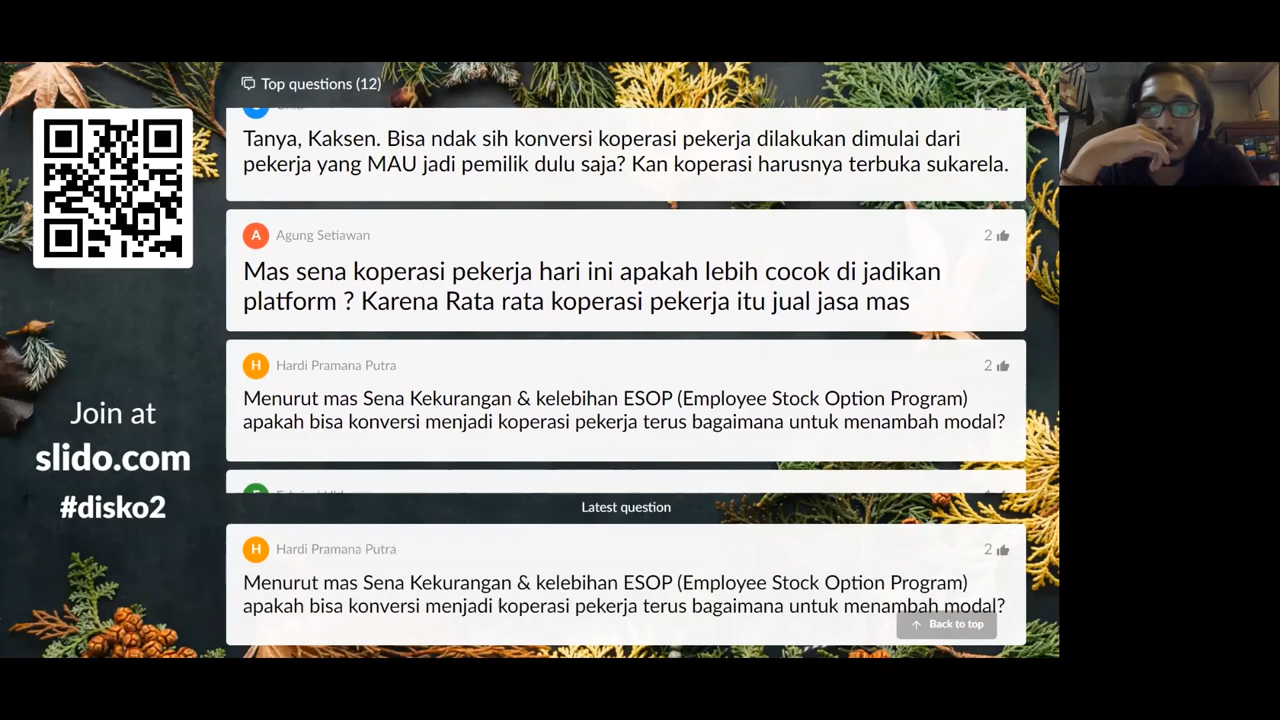 Top questions (12)
Tanya, Kaksen. Bisa ndak sih konversi koperasi pekerja dilakukan dimulai dari
pekerja yang MAU jadi pemilik dulu saja? Kan koperasi harusnya terbuka sukarela.
A Agung Setiawan 2
Mas sena koperasi pekerja hari ini apakah lebih cocok di jadikan
platform ? Karena Rata rata koperasi pekerja itu jual jasa mas
H Hardi Pramana Putra 2
Menurut mas Sena Kekurangan & kelebihan ESOP (Employee Stock Option Program)
apakah bisa konversi menjadi koperasi pekerja terus bagaimana untuk menambah modal?
Latest question
H Hardi Pramana Putra 2
Menurut mas Sena Kekurangan & kelebihan ESOP (Employee Stock Option Program)
apakah bisa konversi menjadi koperasi pekerja terus bagaimana untuk menambah modal?
Back to top
Join at
slido.com
#disko2